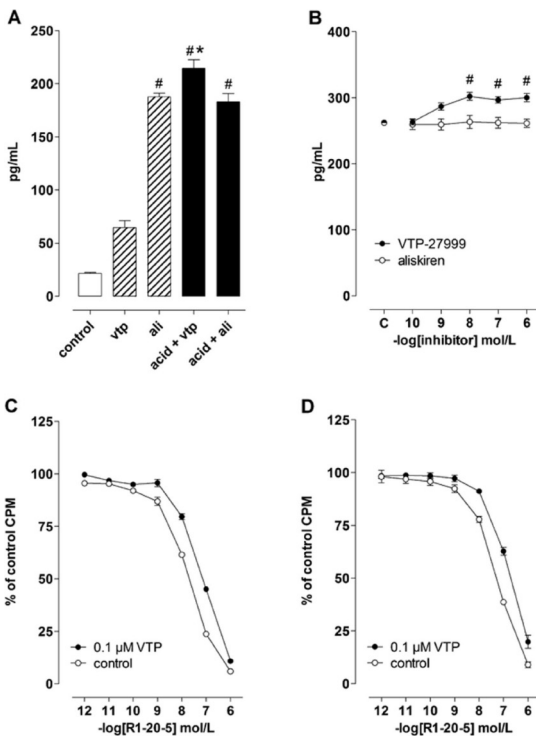 A
250
200
150
100
50
0
pg/mL
#
#*
#
control
vtp
ali
acid + vtp
acid + ali
B
400
300
200
100
0
pg/mL
# # #
VTP-27999
aliskiren
C 10 9 8 7 6
-log[inhibitor] mol/L
C
125
100
75
50
25
0
% of control CPM
0.1 µM VTP
control
12 11 10 9 8 7 6
-log[R1-20-5] mol/L
D
125
100
75
50
25
0
% of control CPM
0.1 µM VTP
control
12 11 10 9 8 7 6
-log[R1-20-5] mol/L